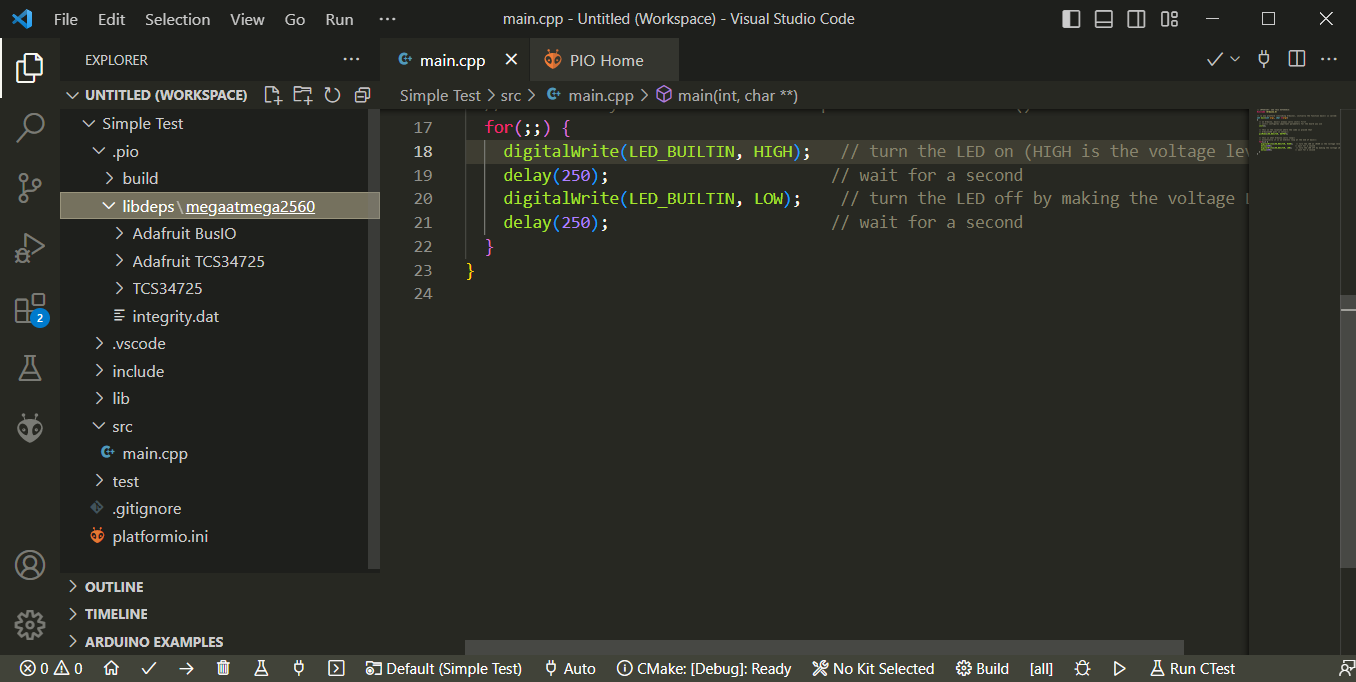 File Edit Selection View Go Run ··· main.cpp - Untitled (Workspace) - Visual Studio Code
EXPLORER
main.cpp
PIO Home
UNTITLED (WORKSPACE)
Simple Test > src > main.cpp > main(int, char **)
Simple Test
.pio
build
libdeps\megaatmega2560
Adafruit BusIO
Adafruit TCS34725
TCS34725
integrity.dat
.vscode
include
lib
src
main.cpp
test
.gitignore
platformio.ini
OUTLINE
TIMELINE
ARDUINO EXAMPLES
2
17 for(;;) {
18 digitalWrite(LED_BUILTIN, HIGH); // turn the LED on (HIGH is the voltage lev
19 delay(250); // wait for a second
20 digitalWrite(LED_BUILTIN, LOW); // turn the LED off by making the voltage
21 delay(250); // wait for a second
22 }
23 }
24
0 0 Default (Simple Test) Auto CMake: [Debug]: Ready No Kit Selected Build [all] Run CTest